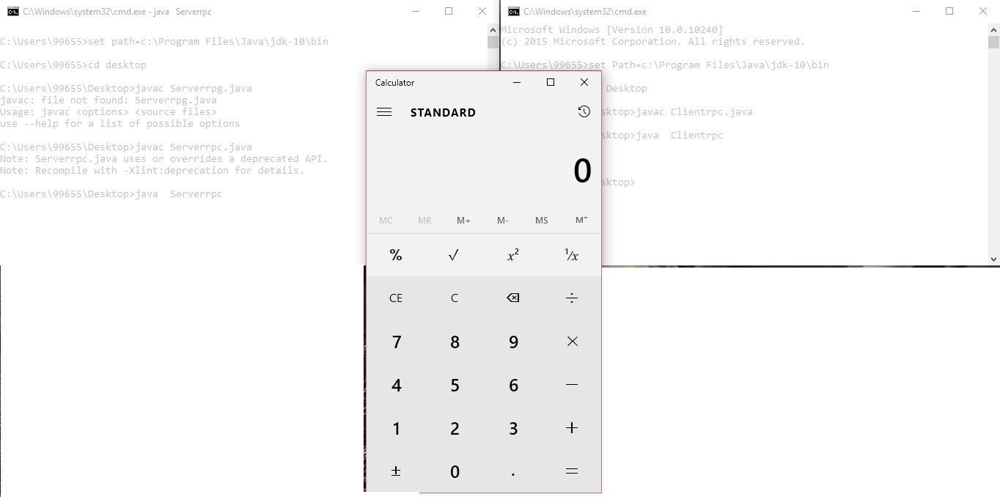 C:\Windows\system32\cmd.exe - java  Serverrpc
C:\Users\99655>set path=c:\Program Files\Java\jdk-10\bin
C:\Users\99655>cd desktop
C:\Users\99655\Desktop>javac Serverrpg.java
javac: file not found: Serverrpg.java
Usage: javac <options> <source files>
use --help for a list of possible options
C:\Users\99655\Desktop>javac Serverrpc.java
Note: Serverrpc.java uses or overrides a deprecated API.
Note: Recompile with -Xlint:deprecation for details.
C:\Users\99655\Desktop>java  Serverrpc
C:\Windows\system32\cmd.exe
Microsoft Windows [Version 10.0.10240]
(c) 2015 Microsoft Corporation. All rights reserved.
C:\Users\99655>set Path=c:\Program Files\Java\jdk-10\bin
Desktop
sktop>javac Clientrpc.java
sktop>java  Clientrpc
sktop>
Calculator
STANDARD
0
MC MR M+ M- MS M˅
% √ x² ¹/x
CE C ÷
7 8 9 ×
4 5 6 −
1 2 3 +
± 0 . =